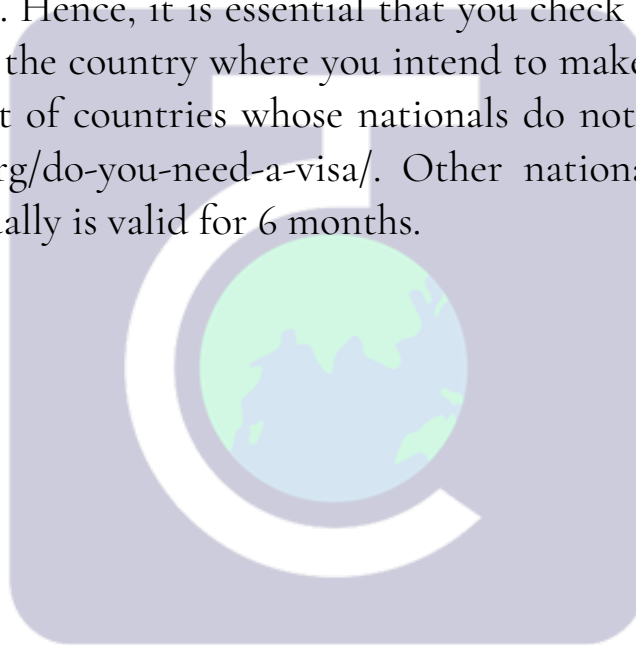 . Hence, it is essential that you check
the country where you intend to make
t of countries whose nationals do not
rg/do-you-need-a-visa/. Other nationa
ually is valid for 6 months.